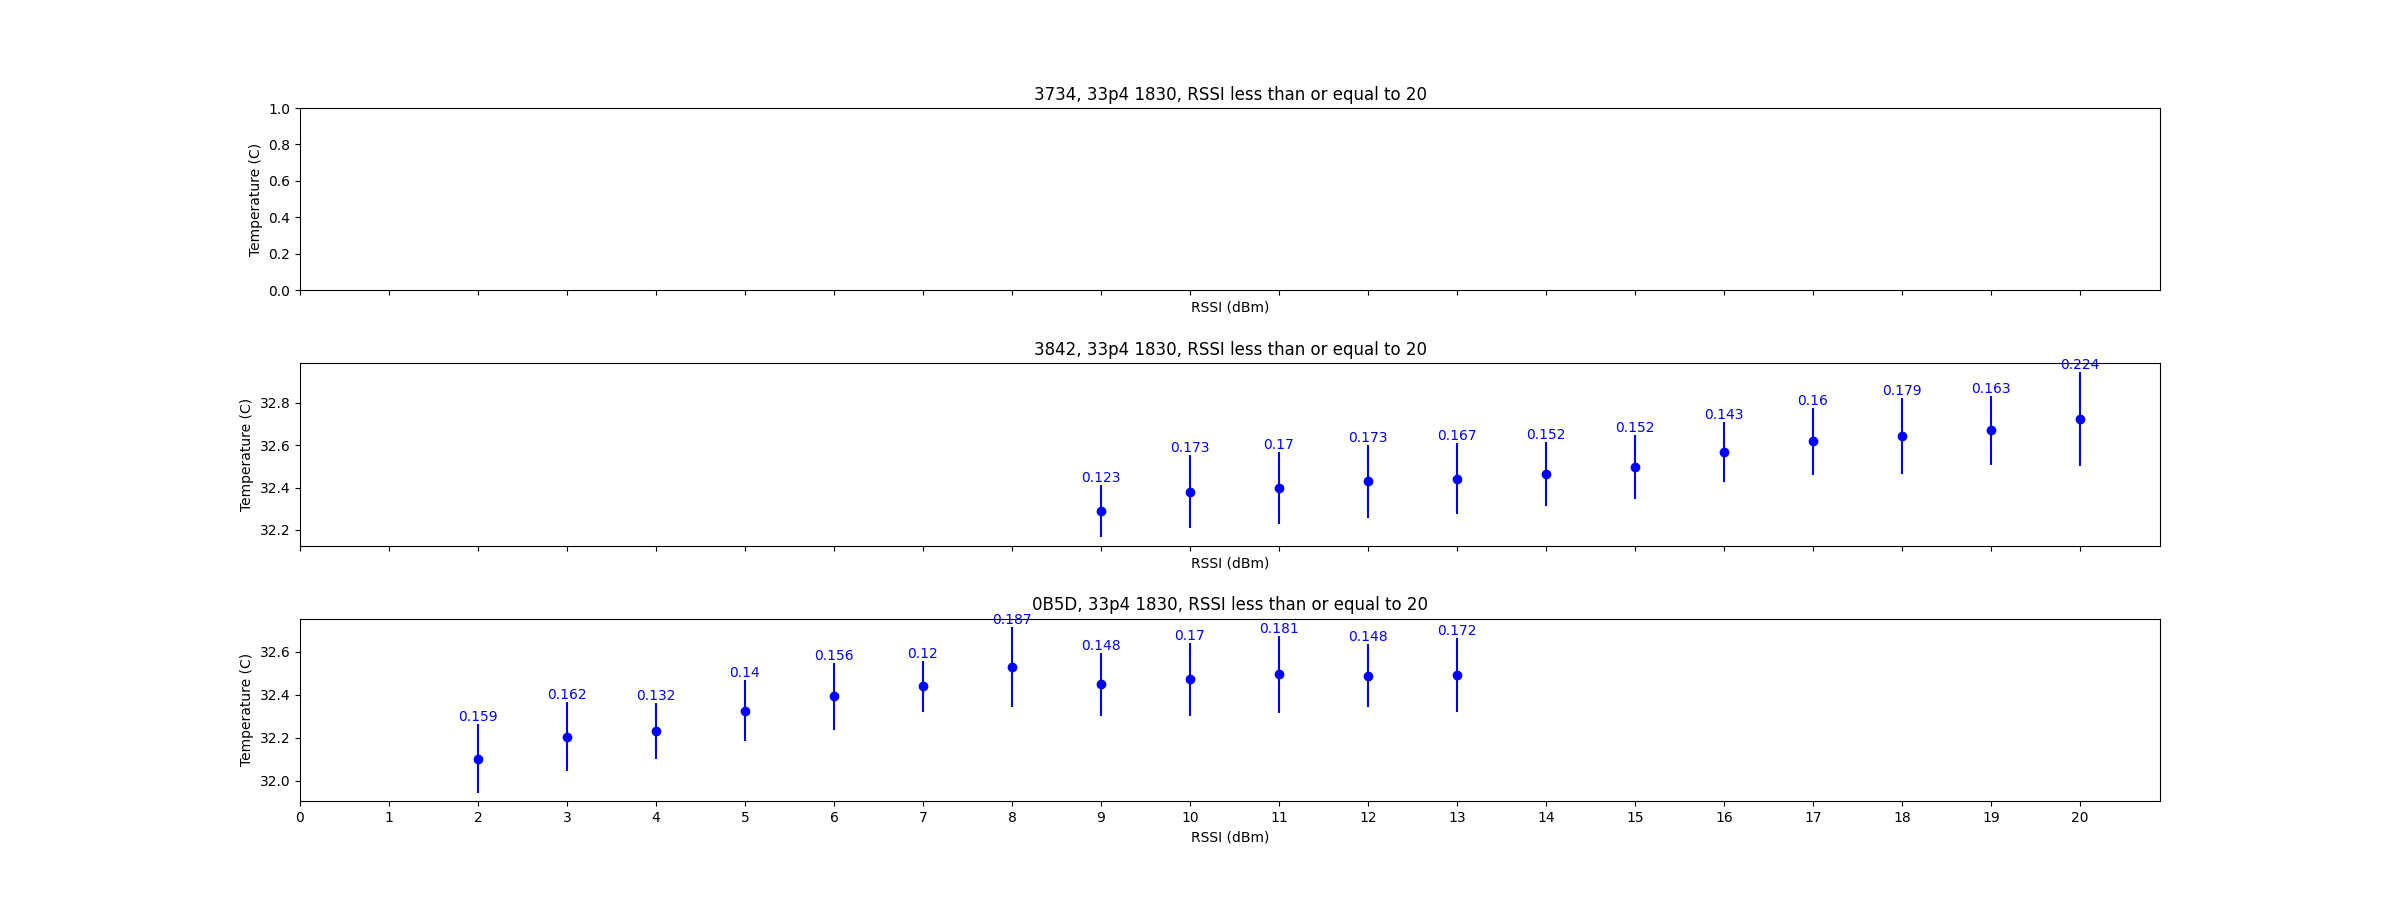 3734, 33p4 1830, RSSI less than or equal to 20
1.0
0.8
0.6
0.4
0.2
0.0
Temperature (C)
RSSI (dBm)
3842, 33p4 1830, RSSI less than or equal to 20
32.8
32.6
32.4
32.2
Temperature (C)
0.123 0.173 0.17 0.173 0.167 0.152 0.152 0.143 0.16 0.179 0.163 0.224
RSSI (dBm)
0B5D, 33p4 1830, RSSI less than or equal to 20
32.6
32.4
32.2
32.0
Temperature (C)
0.159 0.162 0.132 0.14 0.156 0.12 0.187 0.148 0.17 0.181 0.148 0.172
0 1 2 3 4 5 6 7 8 9 10 11 12 13 14 15 16 17 18 19 20
RSSI (dBm)